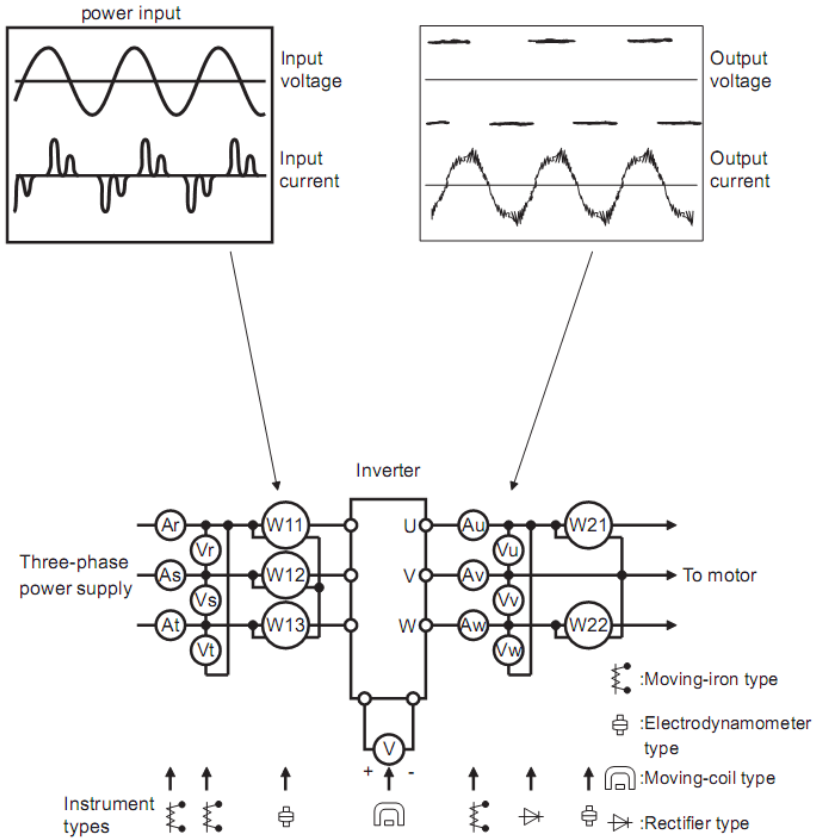 power input
Input
voltage
Input
current
Output
voltage
Output
current
Inverter
Ar
W11
U
Au
W21
Vr
Vu
Three-phase
power supply
As
W12
V
Av
To motor
Vs
Vv
At
W13
W
Aw
W22
Vt
Vw
:Moving-iron type
:Electrodynamometer
type
V
+ -
:Moving-coil type
Instrument
types
:Rectifier type